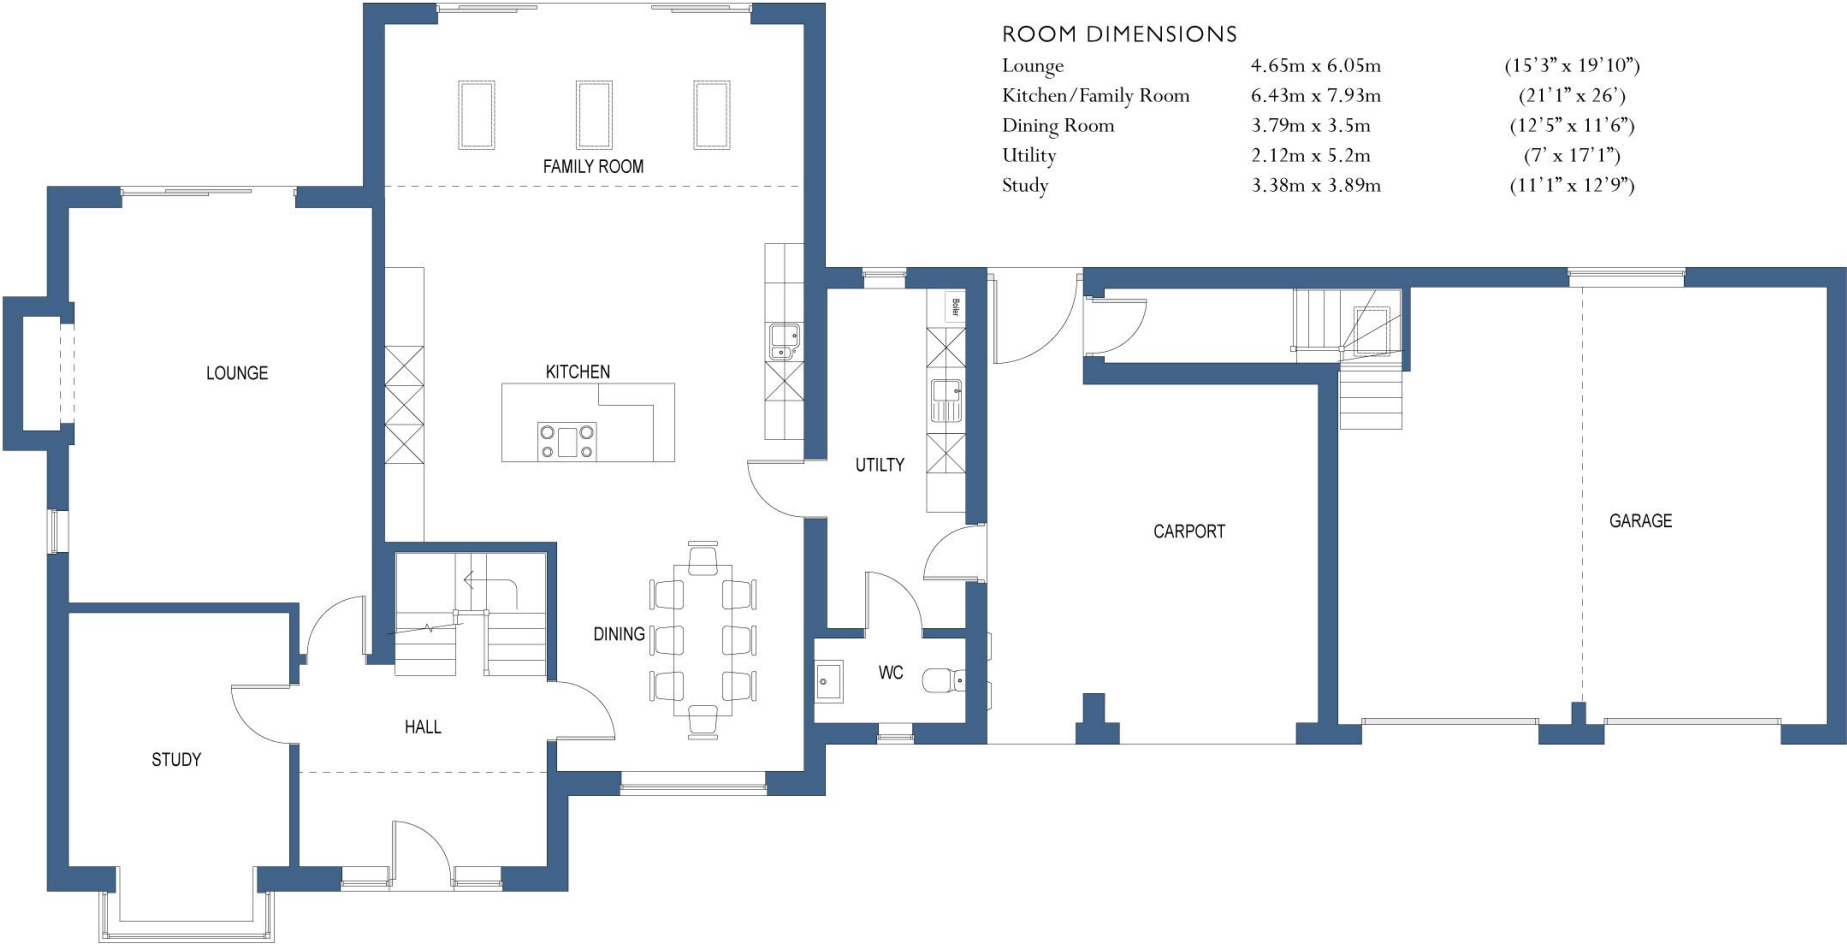 ROOM DIMENSIONS
Lounge 4.65m x 6.05m (15’3” x 19’10”)
Kitchen/Family Room 6.43m x 7.93m (21’1” x 26’)
Dining Room 3.79m x 3.5m (12’5” x 11’6”)
Utility 2.12m x 5.2m (7’ x 17’1”)
Study 3.38m x 3.89m (11’1” x 12’9”)
FAMILY ROOM
Boiler
LOUNGE
KITCHEN
UTILTY
CARPORT
GARAGE
DINING
WC
HALL
STUDY